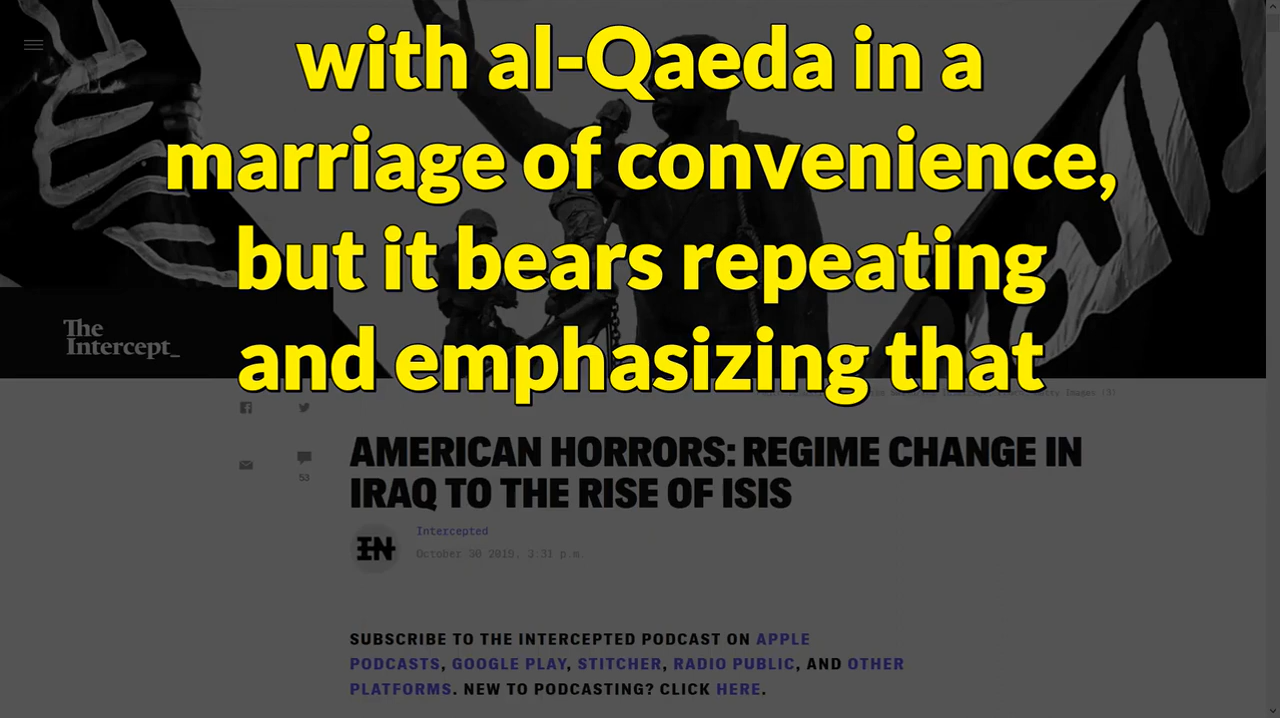 with al-Qaeda in a
marriage of convenience,
but it bears repeating
and emphasizing that
The
Intercept_
53
AMERICAN HORRORS: REGIME CHANGE IN
IRAQ TO THE RISE OF ISIS
IN
Intercepted
October 30 2019, 3:31 p.m.
SUBSCRIBE TO THE INTERCEPTED PODCAST ON APPLE
PODCASTS, GOOGLE PLAY, STITCHER, RADIO PUBLIC, AND OTHER
PLATFORMS. NEW TO PODCASTING? CLICK HERE.